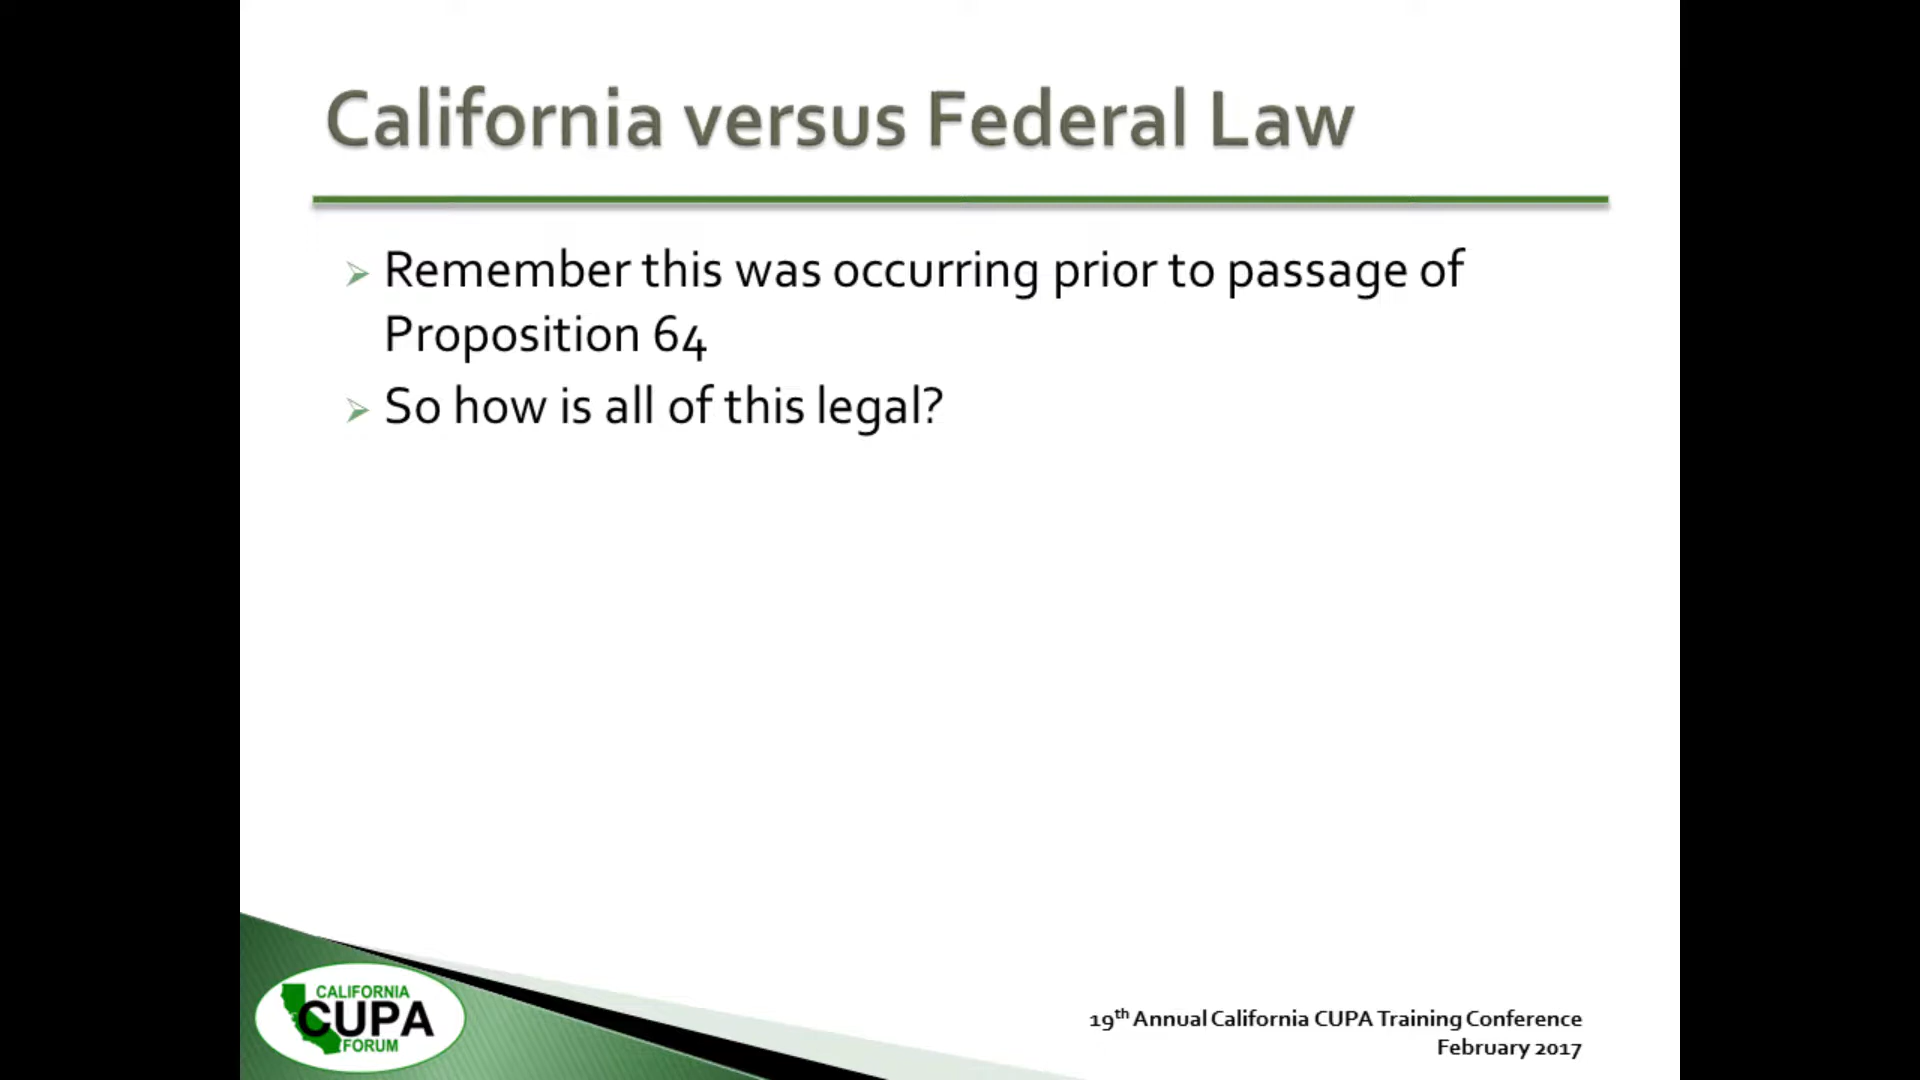 California versus Federal Law
Remember this was occurring prior to passage of
Proposition 64
So how is all of this legal?
CALIFORNIA
CUPA
FORUM
19th Annual California CUPA Training Conference
February 2017